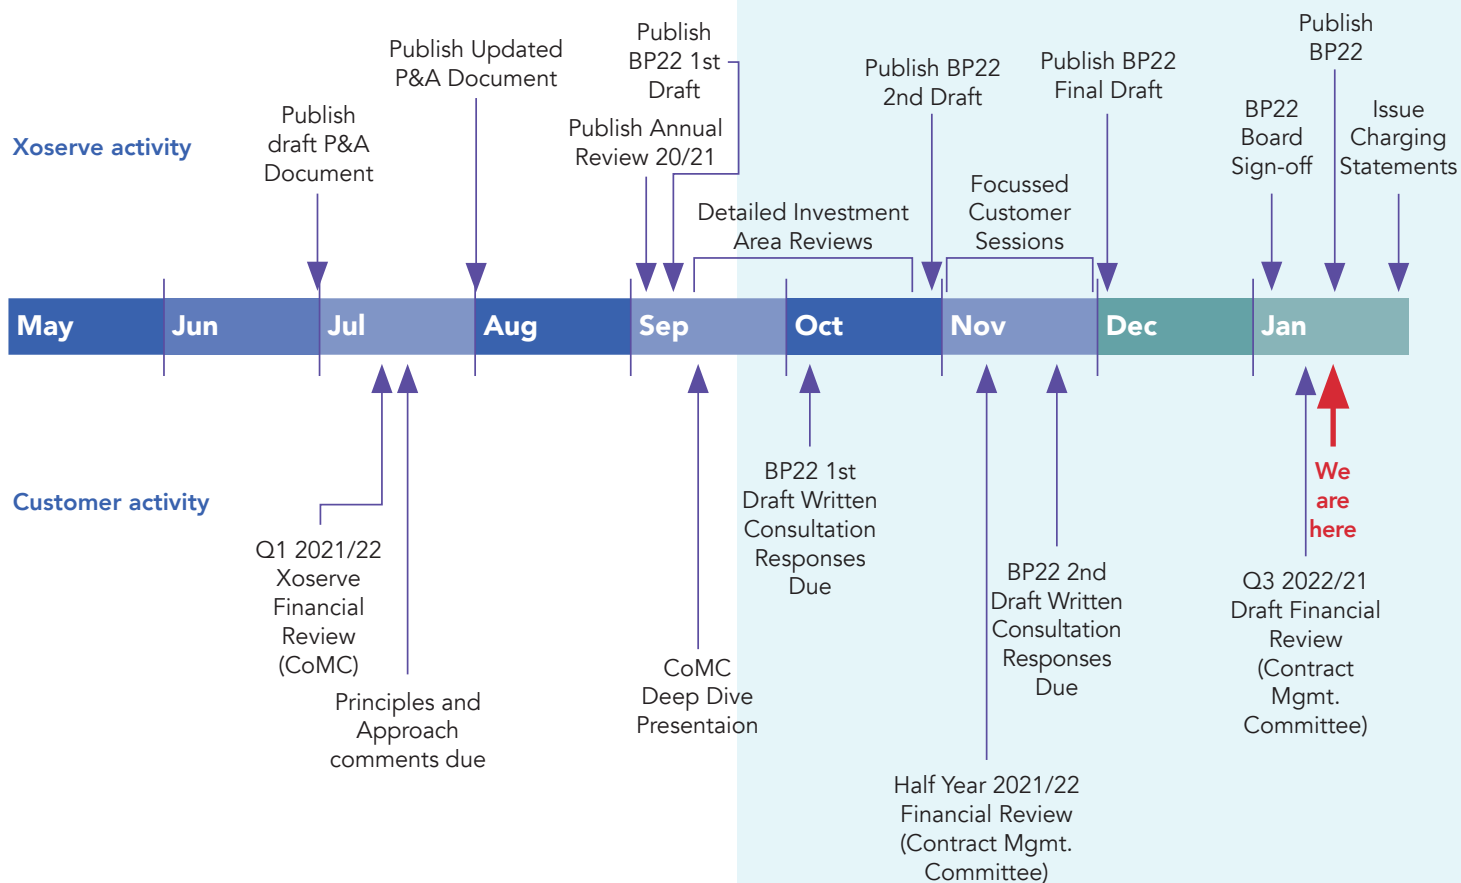 Publish
BP22 1st
Draft
Publish
BP22
Publish Updated
P&A Document
Publish BP22
2nd Draft
Publish BP22
Final Draft
Publish
draft P&A
Document
Publish Annual
Review 20/21
BP22
Board
Sign-off
Issue
Charging
Statements
Xoserve activity
Detailed Investment
Area Reviews
Focussed
Customer
Sessions
May
Jun
Jul
Aug
Sep
Oct
Nov
Dec
Jan
Customer activity
Q1 2021/22
Xoserve
Financial
Review
(CoMC)
Principles and
Approach
comments due
CoMC
Deep Dive
Presentaion
BP22 1st
Draft Written
Consultation
Responses
Due
Half Year 2021/22
Financial Review
(Contract Mgmt.
Committee)
BP22 2nd
Draft Written
Consultation
Responses
Due
Q3 2022/21
Draft Financial
Review
(Contract
Mgmt.
Committee)
We
are
here